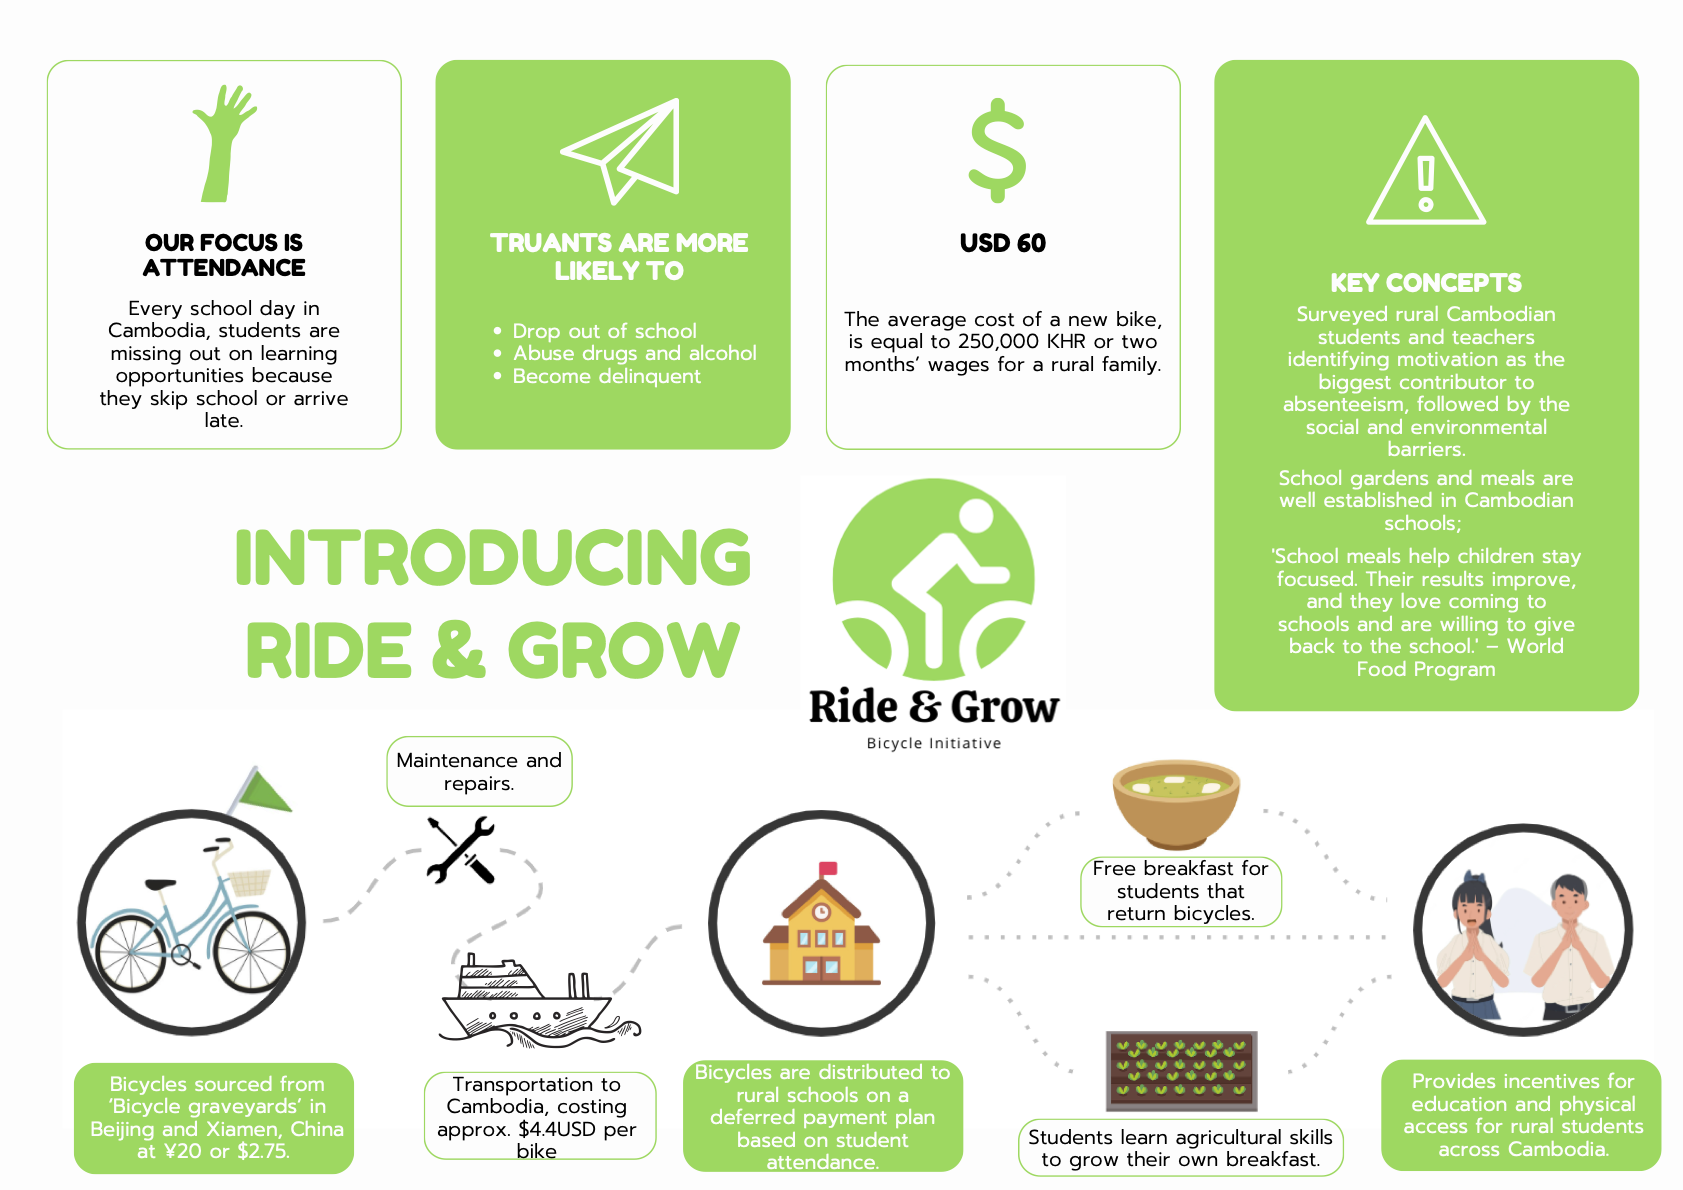 OUR FOCUS IS
ATTENDANCE
Every school day in
Cambodia, students are
missing out on learning
opportunities because
they skip school or arrive
late.
TRUANTS ARE MORE
LIKELY TO
• Drop out of school
• Abuse drugs and alcohol
• Become delinquent
USD 60
The average cost of a new bike,
is equal to 250,000 KHR or two
months’ wages for a rural family.
KEY CONCEPTS
Surveyed rural Cambodian
students and teachers
identifying motivation as the
biggest contributor to
absenteeism, followed by the
social and environmental
barriers.
School gardens and meals are
well established in Cambodian
schools;
'School meals help children stay
focused. Their results improve,
and they love coming to
schools and are willing to give
back to the school.' – World
Food Program
INTRODUCING
RIDE & GROW
Ride & Grow
Bicycle Initiative
Maintenance and
repairs.
Free breakfast for
students that
return bicycles.
Bicycles sourced from
‘Bicycle graveyards’ in
Beijing and Xiamen, China
at ¥20 or $2.75.
Transportation to
Cambodia, costing
approx. $4.4USD per
bike
Bicycles are distributed to
rural schools on a
deferred payment plan
based on student
attendance.
Students learn agricultural skills
to grow their own breakfast.
Provides incentives for
education and physical
access for rural students
across Cambodia.